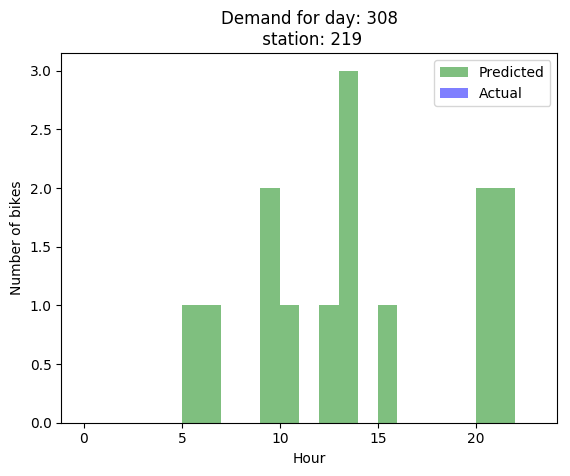 Demand for day: 308
station: 219
Predicted
Actual
3.0
2.5
2.0
1.5
1.0
0.5
0.0
Number of bikes
0
5
10
15
20
Hour